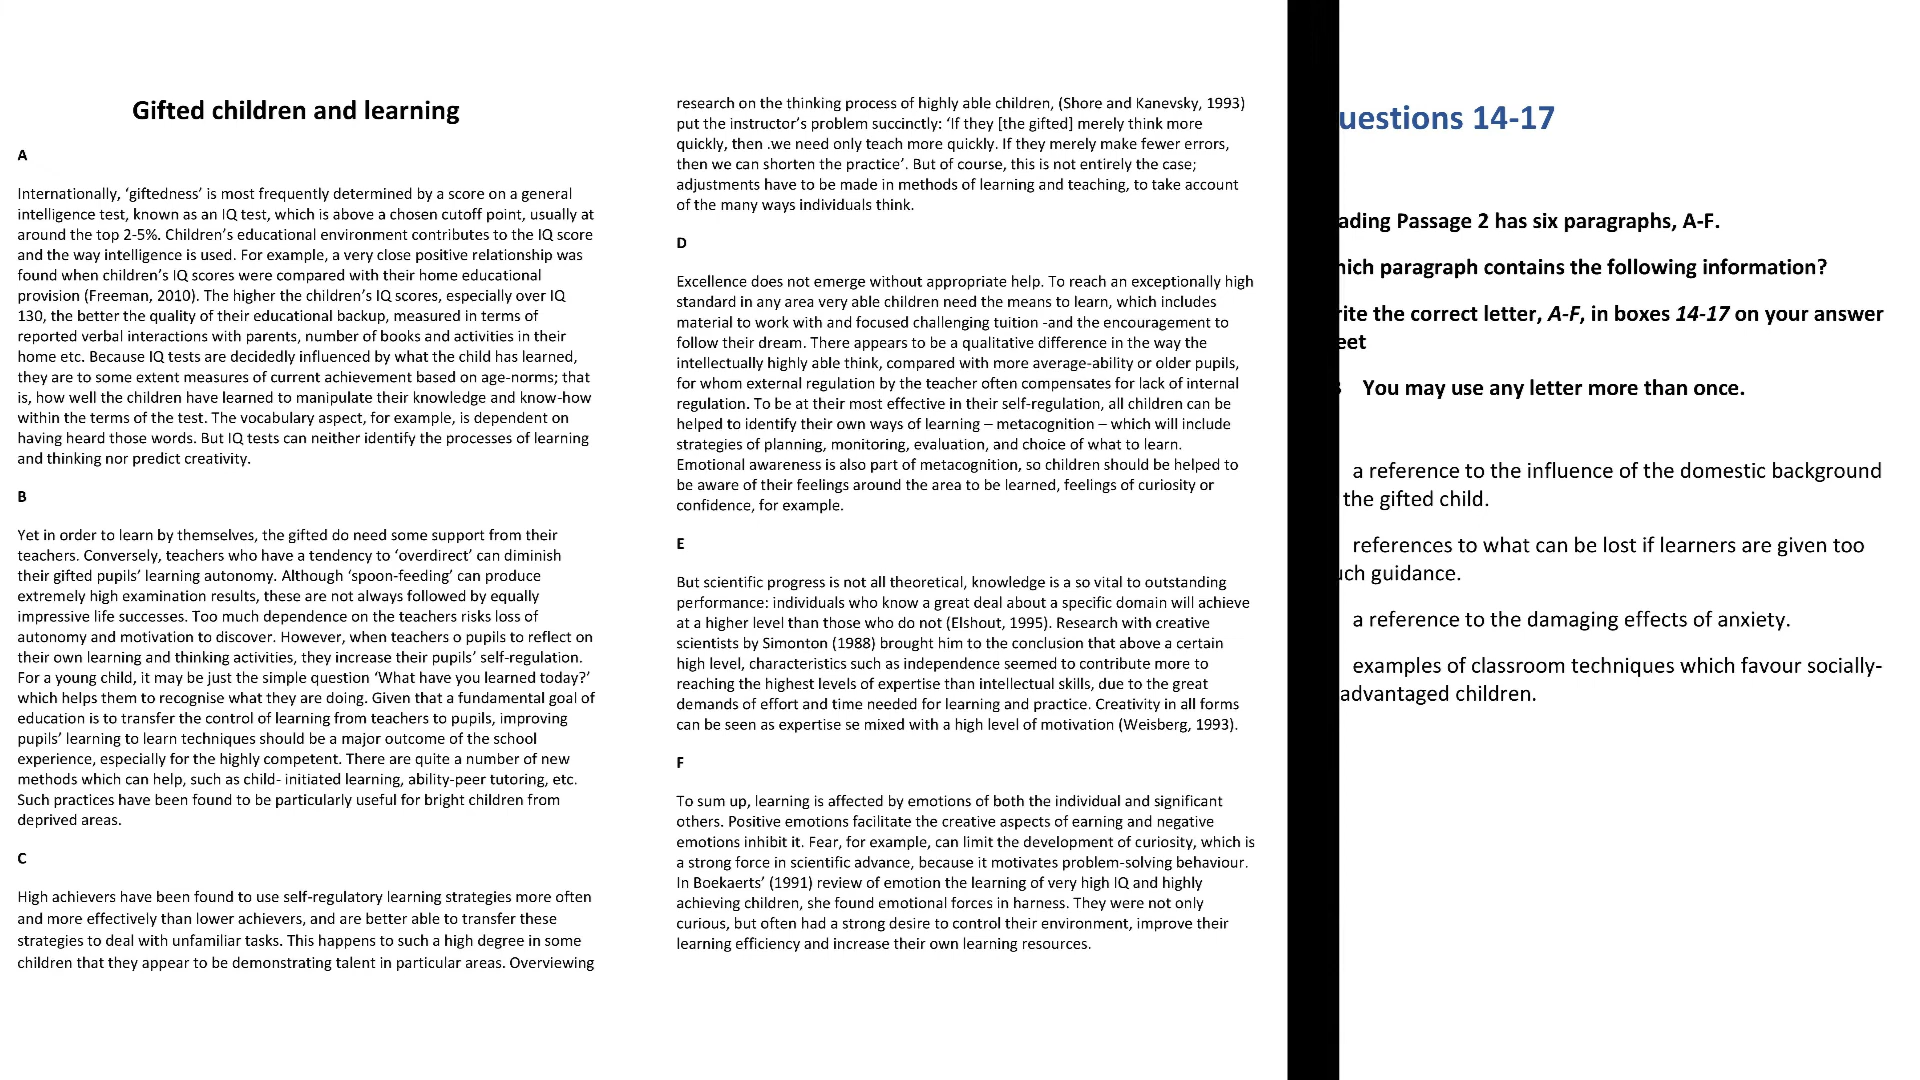 Gifted children and learning
A
Internationally, ‘giftedness’ is most frequently determined by a score on a general
intelligence test, known as an IQ test, which is above a chosen cutoff point, usually at
around the top 2-5%. Children’s educational environment contributes to the IQ score
and the way intelligence is used. For example, a very close positive relationship was
found when children’s IQ scores were compared with their home educational
provision (Freeman, 2010). The higher the children’s IQ scores, especially over IQ
130, the better the quality of their educational backup, measured in terms of
reported verbal interactions with parents, number of books and activities in their
home etc. Because IQ tests are decidedly influenced by what the child has learned,
they are to some extent measures of current achievement based on age-norms; that
is, how well the children have learned to manipulate their knowledge and know-how
within the terms of the test. The vocabulary aspect, for example, is dependent on
having heard those words. But IQ tests can neither identify the processes of learning
and thinking nor predict creativity.
B
Yet in order to learn by themselves, the gifted do need some support from their
teachers. Conversely, teachers who have a tendency to ‘overdirect’ can diminish
their gifted pupils’ learning autonomy. Although ‘spoon-feeding’ can produce
extremely high examination results, these are not always followed by equally
impressive life successes. Too much dependence on the teachers risks loss of
autonomy and motivation to discover. However, when teachers o pupils to reflect on
their own learning and thinking activities, they increase their pupils’ self-regulation.
For a young child, it may be just the simple question ‘What have you learned today?’
which helps them to recognise what they are doing. Given that a fundamental goal of
education is to transfer the control of learning from teachers to pupils, improving
pupils’ learning to learn techniques should be a major outcome of the school
experience, especially for the highly competent. There are quite a number of new
methods which can help, such as child- initiated learning, ability-peer tutoring, etc.
Such practices have been found to be particularly useful for bright children from
deprived areas.
C
High achievers have been found to use self-regulatory learning strategies more often
and more effectively than lower achievers, and are better able to transfer these
strategies to deal with unfamiliar tasks. This happens to such a high degree in some
children that they appear to be demonstrating talent in particular areas. Overviewing
research on the thinking process of highly able children, (Shore and Kanevsky, 1993)
put the instructor’s problem succinctly: ‘If they [the gifted] merely think more
quickly, then .we need only teach more quickly. If they merely make fewer errors,
then we can shorten the practice’. But of course, this is not entirely the case;
adjustments have to be made in methods of learning and teaching, to take account
of the many ways individuals think.
D
Excellence does not emerge without appropriate help. To reach an exceptionally high
standard in any area very able children need the means to learn, which includes
material to work with and focused challenging tuition -and the encouragement to
follow their dream. There appears to be a qualitative difference in the way the
intellectually highly able think, compared with more average-ability or older pupils,
for whom external regulation by the teacher often compensates for lack of internal
regulation. To be at their most effective in their self-regulation, all children can be
helped to identify their own ways of learning – metacognition – which will include
strategies of planning, monitoring, evaluation, and choice of what to learn.
Emotional awareness is also part of metacognition, so children should be helped to
be aware of their feelings around the area to be learned, feelings of curiosity or
confidence, for example.
E
But scientific progress is not all theoretical, knowledge is a so vital to outstanding
performance: individuals who know a great deal about a specific domain will achieve
at a higher level than those who do not (Elshout, 1995). Research with creative
scientists by Simonton (1988) brought him to the conclusion that above a certain
high level, characteristics such as independence seemed to contribute more to
reaching the highest levels of expertise than intellectual skills, due to the great
demands of effort and time needed for learning and practice. Creativity in all forms
can be seen as expertise se mixed with a high level of motivation (Weisberg, 1993).
F
To sum up, learning is affected by emotions of both the individual and significant
others. Positive emotions facilitate the creative aspects of earning and negative
emotions inhibit it. Fear, for example, can limit the development of curiosity, which is
a strong force in scientific advance, because it motivates problem-solving behaviour.
In Boekaerts’ (1991) review of emotion the learning of very high IQ and highly
achieving children, she found emotional forces in harness. They were not only
curious, but often had a strong desire to control their environment, improve their
learning efficiency and increase their own learning resources.
uestions 14-17
ading Passage 2 has six paragraphs, A-F.
hich paragraph contains the following information?
rite the correct letter, A-F, in boxes 14-17 on your answer
eet
You may use any letter more than once.
a reference to the influence of the domestic background
the gifted child.
references to what can be lost if learners are given too
uch guidance.
a reference to the damaging effects of anxiety.
examples of classroom techniques which favour socially-
advantaged children.